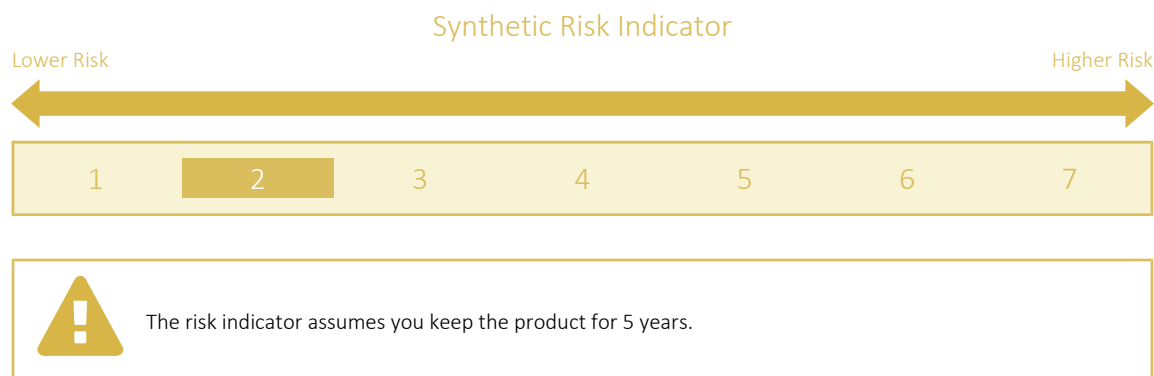 Synthetic Risk Indicator
Lower Risk Higher Risk
1 2 3 4 5 6 7
The risk indicator assumes you keep the product for 5 years.